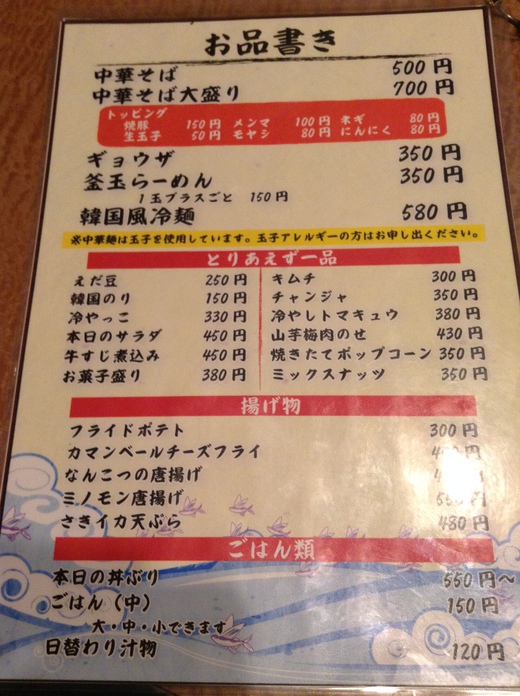 お品書き
中華そば 500円
中華そば大盛り 700円
トッピング
焼豚 150円 メンマ 100円 ネギ 80円
生玉子 50円 モヤシ 80円 にんにく 80円
ギョウザ 350円
釜玉らーめん 350円
1玉プラスごと 150円
韓国風冷麺 580円
※中華麺は玉子を使用しています。玉子アレルギーの方はお申し出ください。
とりあえず一品
えだ豆 250円
韓国のり 150円
冷やっこ 330円
本日のサラダ 450円
牛すじ煮込み 450円
お菓子盛り 380円
キムチ 300円
チャンジャ 350円
冷やしトマキュウ 380円
山芋梅肉のせ 430円
焼きたてポップコーン 350円
ミックスナッツ 350円
揚げ物
フライドポテト 300円
カマンベールチーズフライ
なんこつの唐揚げ
ミノモン唐揚げ
さきイカ天ぷら 480円
ごはん類
本日の丼ぶり 550円〜
ごはん(中) 150円
大・中・小できます
日替わり汁物 120円